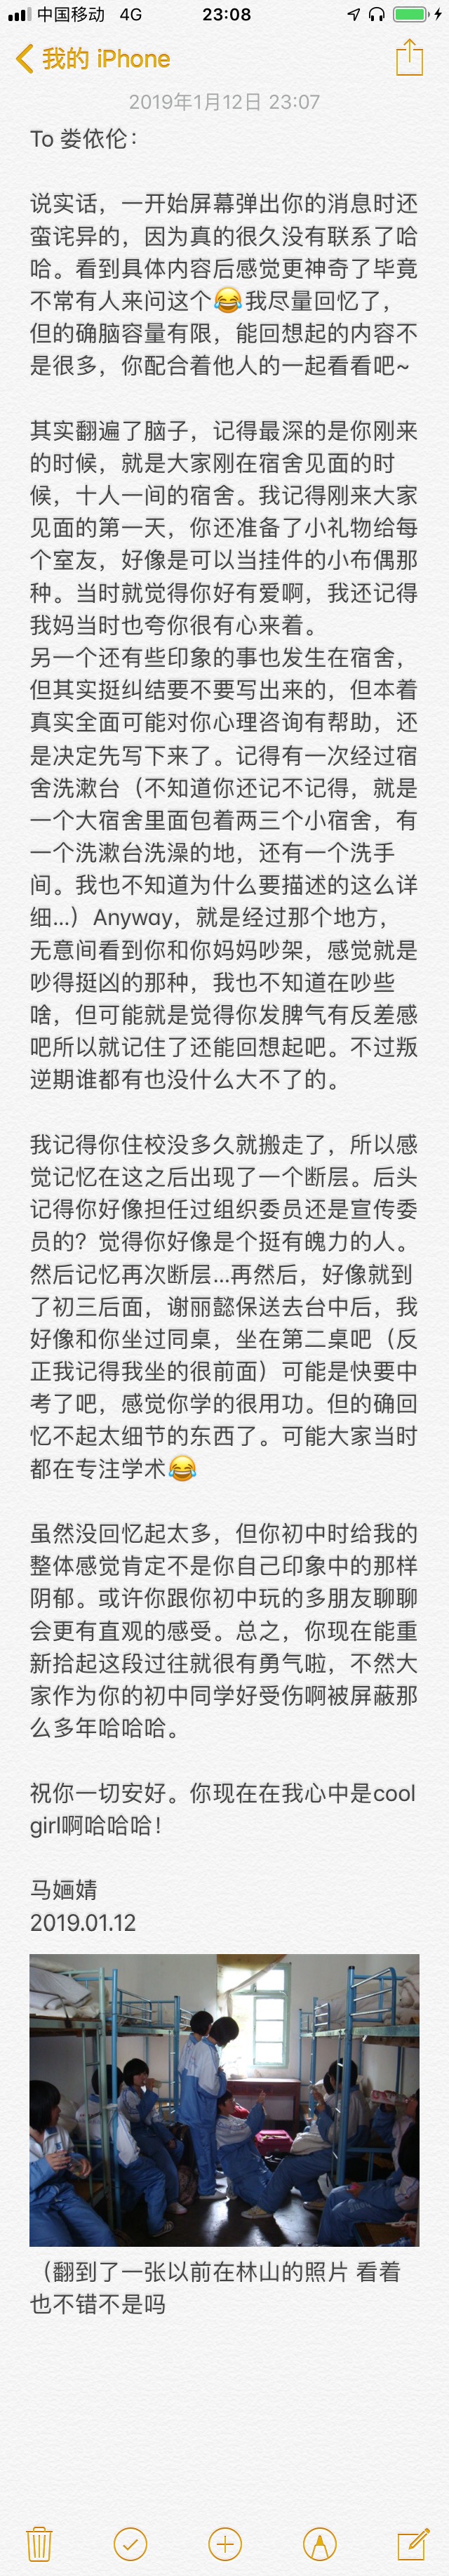 中国移动 4G 23:08
我的 iPhone
2019年1月12日 23:07
To 娄依伦：
说实话，一开始屏幕弹出你的消息时还
蛮诧异的，因为真的很久没有联系了哈
哈。看到具体内容后感觉更神奇了毕竟
不常有人来问这个😂我尽量回忆了，
但的确脑容量有限，能回想起的内容不
是很多，你配合着他人的一起看看吧~
其实翻遍了脑子，记得最深的是你刚来
的时候，就是大家刚在宿舍见面的时
候，十人一间的宿舍。我记得刚来大家
见面的第一天，你还准备了小礼物给每
个室友，好像是可以当挂件的小布偶那
种。当时就觉得你好有爱啊，我还记得
我妈当时也夸你很有心来着。
另一个还有些印象的事也发生在宿舍，
但其实挺纠结要不要写出来的，但本着
真实全面可能对你心理咨询有帮助，还
是决定先写下来了。记得有一次经过宿
舍洗漱台（不知道你还记不记得，就是
一个大宿舍里面包着两三个小宿舍，有
一个洗漱台洗澡的地，还有一个洗手
间。我也不知道为什么要描述的这么详
细...）Anyway，就是经过那个地方，
无意间看到你和你妈妈吵架，感觉就是
吵得挺凶的那种，我也不知道在吵些
啥，但可能就是觉得你发脾气有反差感
吧所以就记住了还能回想起吧。不过叛
逆期谁都有也没什么大不了的。
我记得你住校没多久就搬走了，所以感
觉记忆在这之后出现了一个断层。后头
记得你好像担任过组织委员还是宣传委
员的？觉得你好像是个挺有魄力的人。
然后记忆再次断层...再然后，好像就到
了初三后面，谢丽懿保送去台中后，我
好像和你坐过同桌，坐在第二桌吧（反
正我记得我坐的很前面）可能是快要中
考了吧，感觉你学的很用功。但的确回
忆不起太细节的东西了。可能大家当时
都在专注学术😂
虽然没回忆起太多，但你初中时给我的
整体感觉肯定不是你自己印象中的那样
阴郁。或许你跟你初中玩的多朋友聊聊
会更有直观的感受。总之，你现在能重
新拾起这段过往就很有勇气啦，不然大
家作为你的初中同学好受伤啊被屏蔽那
么多年哈哈哈。
祝你一切安好。你现在在我心中是cool
girl啊哈哈哈！
马婳婧
2019.01.12
（翻到了一张以前在林山的照片 看着
也不错不是吗